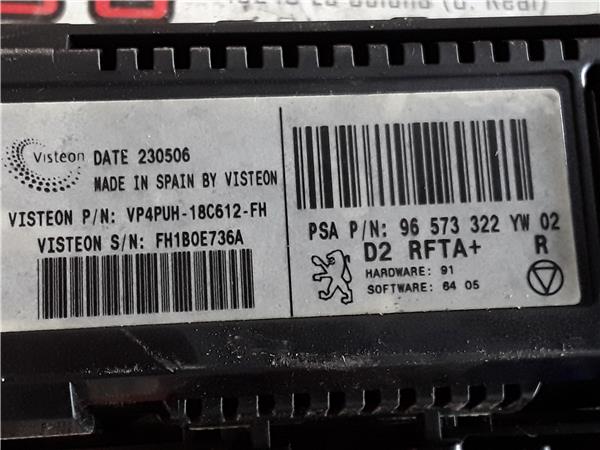 Visteon
DATE 230506
MADE IN SPAIN BY VISTEON
VISTEON P/N: VP4PUH-18C612-FH
VISTEON S/N: FH1B0E736A
PSA P/N: 96 573 322 YW 02
D2 RFTA+ R
HARDWARE: 91
SOFTWARE: 64 05